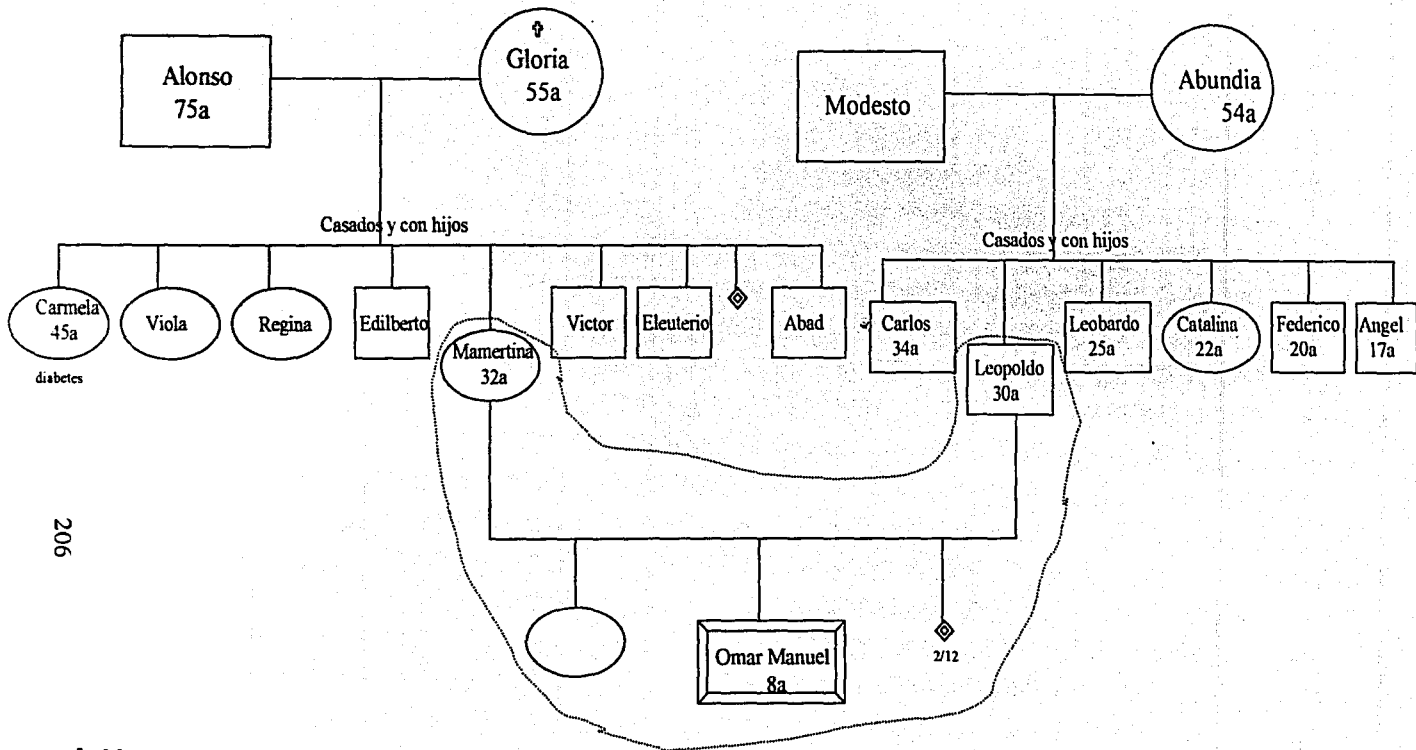 Alonso
75a
✞
Gloria
55a
Modesto
Abundia
54a
Casados y con hijos
Casados y con hijos
Carmela
45a
diabetes
Viola
Regina
Edilberto
Mamertina
32a
Victor
Eleuterio
Abad
Carlos
34a
Leopoldo
30a
Leobardo
25a
Catalina
22a
Federico
20a
Angel
17a
206
Omar Manuel
8a
2/12